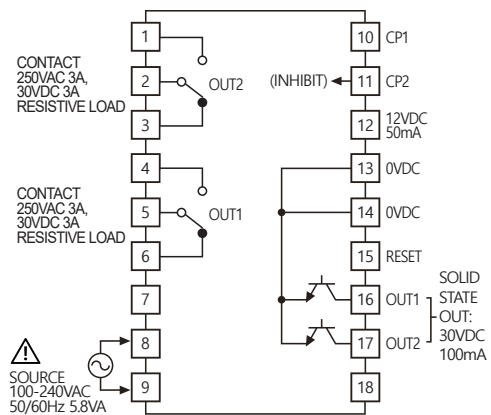 1
2
3
4
5
6
7
8
9
CONTACT
250VAC 3A,
30VDC 3A
RESISTIVE LOAD
OUT2
CONTACT
250VAC 3A,
30VDC 3A
RESISTIVE LOAD
OUT1
SOURCE
100-240VAC
50/60Hz 5.8VA
10 CP1
(INHIBIT) 11 CP2
12 12VDC
50mA
13 0VDC
14 0VDC
15 RESET
16 OUT1
17 OUT2
18
SOLID
STATE
OUT:
30VDC
100mA